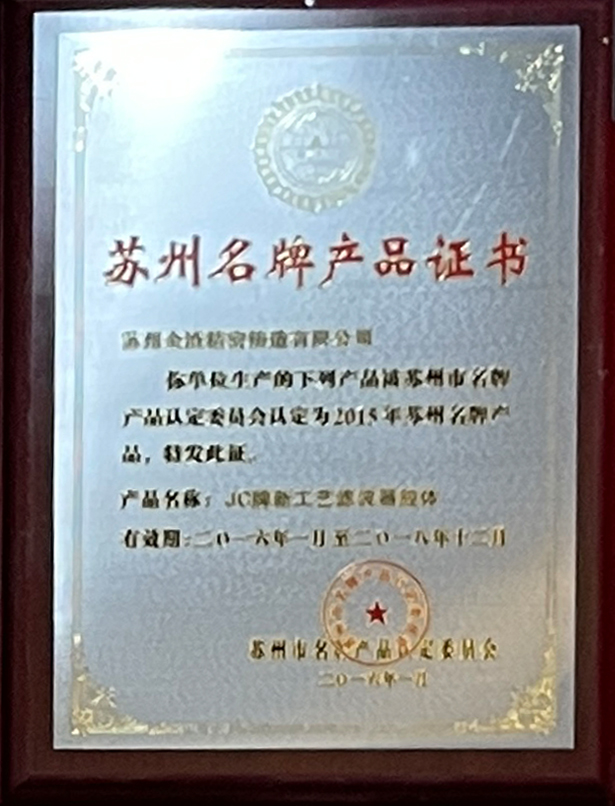 苏州名牌产品证书
苏州金澄精密铸造有限公司
你单位生产的下列产品被苏州市名牌
产品认定委员会认定为2015年苏州名牌产
品，特发此证。
产品名称：JC牌新工艺滤波器腔体
有效期：二〇一六年一月至二〇一八年十二月
苏州市名牌产品认定委员会
二〇一六年一月